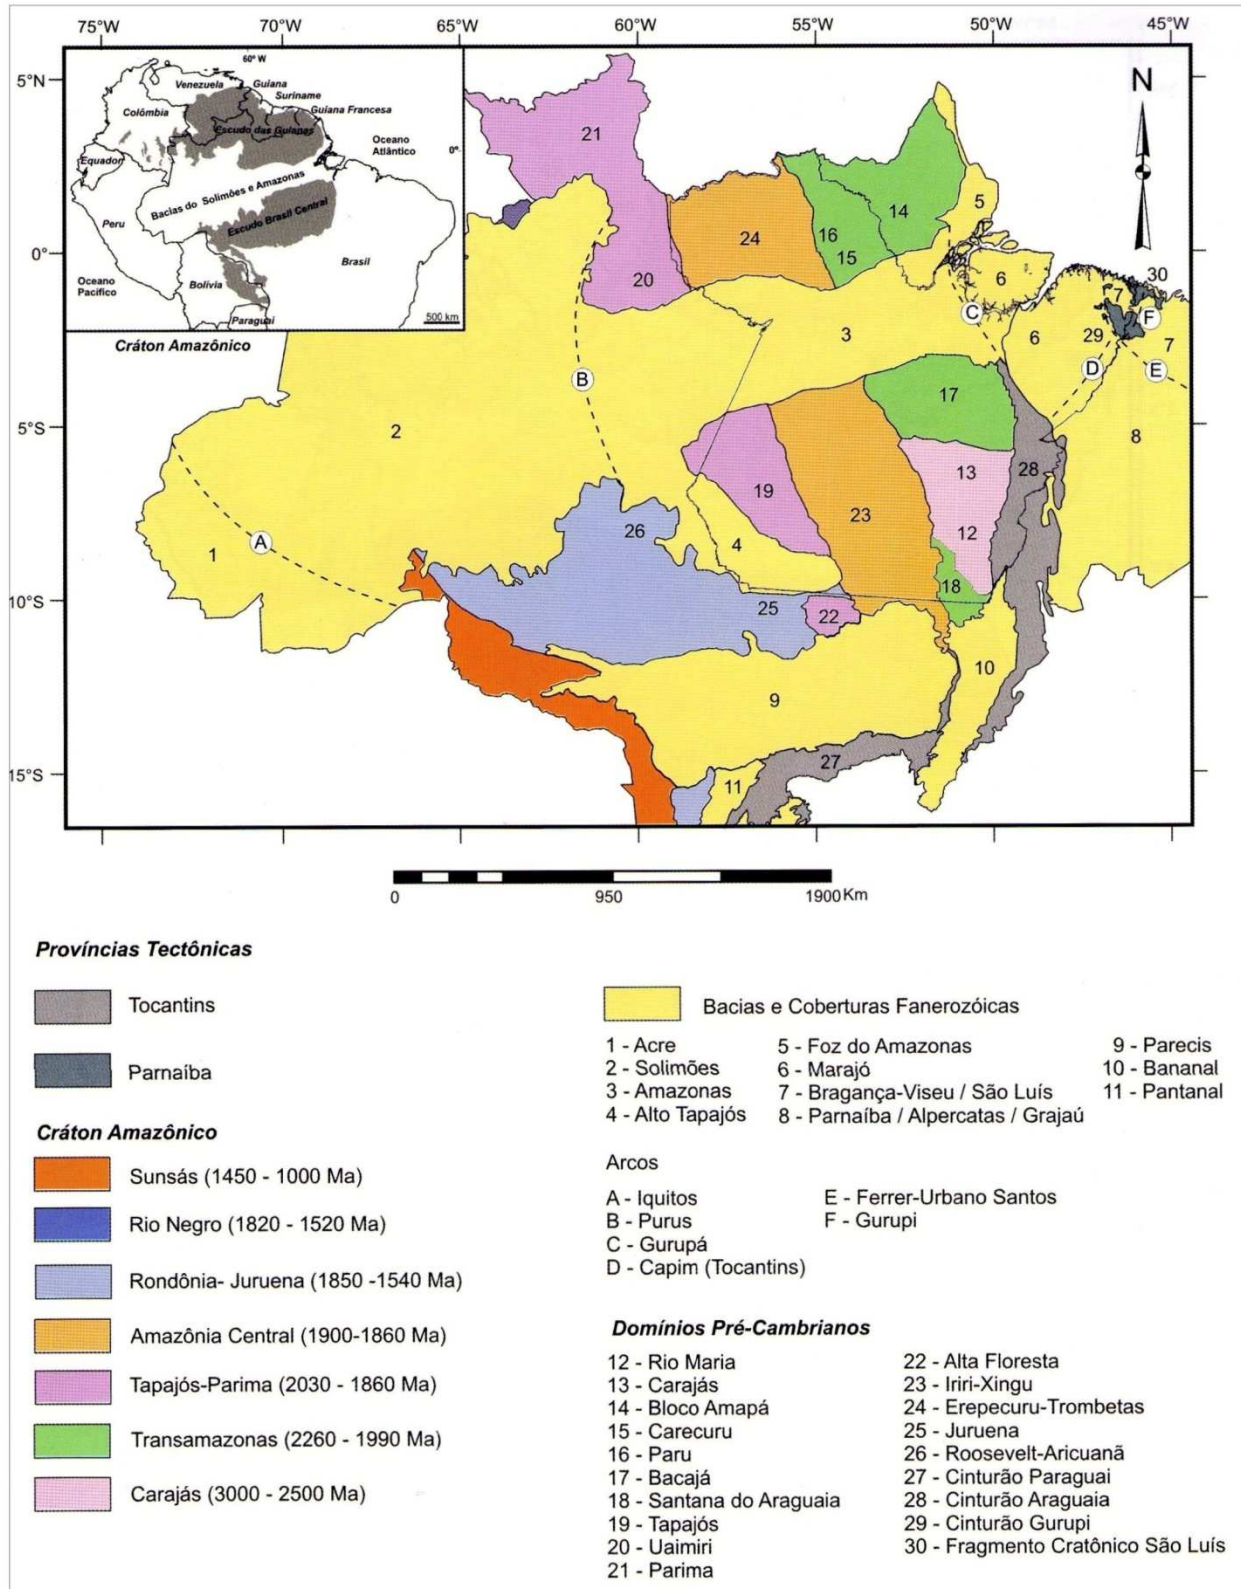 75°W 70°W 65°W 60°W 55°W 50°W 45°W
5°N
0°
5°S
10°S
15°S
60° W
Venezuela
Guiana
Suriname
Guiana Francesa
Colômbia
Escudo das Guianas
Oceano
Atlântico
0°
Equador
Bacias do Solimões e Amazonas
Peru
Escudo Brasil Central
Brasil
Bolívia
Oceano
Pacífico
Paraguai
500 km
Cráton Amazônico
N
21
24
16
15
14
5
20
6
30
7
F
C
3
6
29
7
D
E
B
2
17
8
13
28
19
23
26
12
4
A
1
18
25
22
10
9
27
11
0 950 1900 Km
Províncias Tectônicas
Tocantins
Parnaíba
Cráton Amazônico
Sunsás (1450 - 1000 Ma)
Rio Negro (1820 - 1520 Ma)
Rondônia- Juruena (1850 -1540 Ma)
Amazônia Central (1900-1860 Ma)
Tapajós-Parima (2030 - 1860 Ma)
Transamazonas (2260 - 1990 Ma)
Carajás (3000 - 2500 Ma)
Bacias e Coberturas Fanerozóicas
1 - Acre
2 - Solimões
3 - Amazonas
4 - Alto Tapajós
5 - Foz do Amazonas
6 - Marajó
7 - Bragança-Viseu / São Luís
8 - Parnaíba / Alpercatas / Grajaú
9 - Parecis
10 - Bananal
11 - Pantanal
Arcos
A - Iquitos
B - Purus
C - Gurupá
D - Capim (Tocantins)
E - Ferrer-Urbano Santos
F - Gurupi
Domínios Pré-Cambrianos
12 - Rio Maria
13 - Carajás
14 - Bloco Amapá
15 - Carecuru
16 - Paru
17 - Bacajá
18 - Santana do Araguaia
19 - Tapajós
20 - Uaimiri
21 - Parima
22 - Alta Floresta
23 - Iriri-Xingu
24 - Erepecuru-Trombetas
25 - Juruena
26 - Roosevelt-Aricuanã
27 - Cinturão Paraguai
28 - Cinturão Araguaia
29 - Cinturão Gurupi
30 - Fragmento Cratônico São Luís